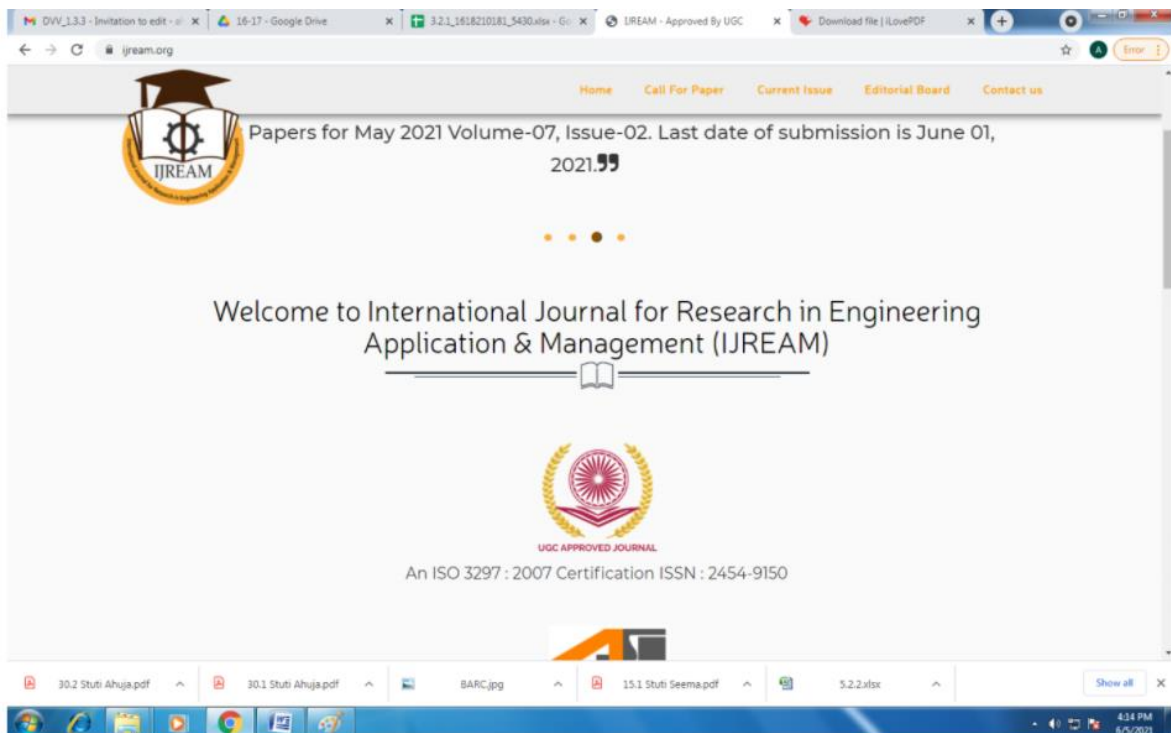 DVV_1.3.3 - Invitation to edit - 
16-17 - Google Drive
3.2.1_1618210181_5430.xlsx - Go
IJREAM - Approved By UGC
Download file | iLovePDF
ijream.org
A
Error
Home
Call For Paper
Current Issue
Editorial Board
Contact us
IJREAM
Papers for May 2021 Volume-07, Issue-02. Last date of submission is June 01,
2021.
Welcome to International Journal for Research in Engineering
Application & Management (IJREAM)
UGC APPROVED JOURNAL
An ISO 3297 : 2007 Certification ISSN : 2454-9150
30.2 Stuti Ahuja.pdf
30.1 Stuti Ahuja.pdf
BARC.jpg
15.1 Stuti Seema.pdf
5.2.2.xlsx
Show all
4:14 PM
6/5/2021